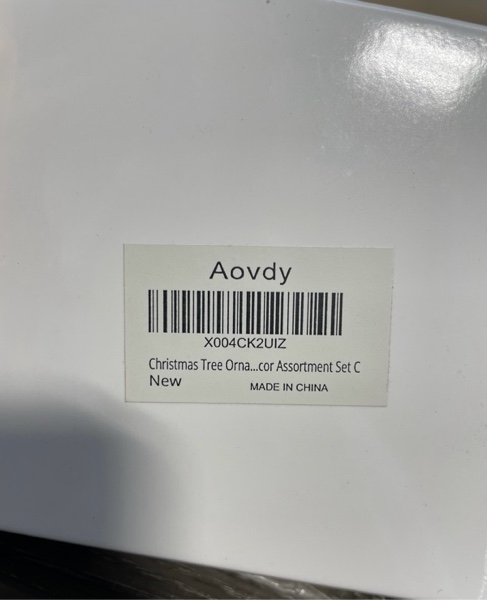 Aovdy
X004CK2UIZ
Christmas Tree Orna...cor Assortment Set C
New
MADE IN CHINA